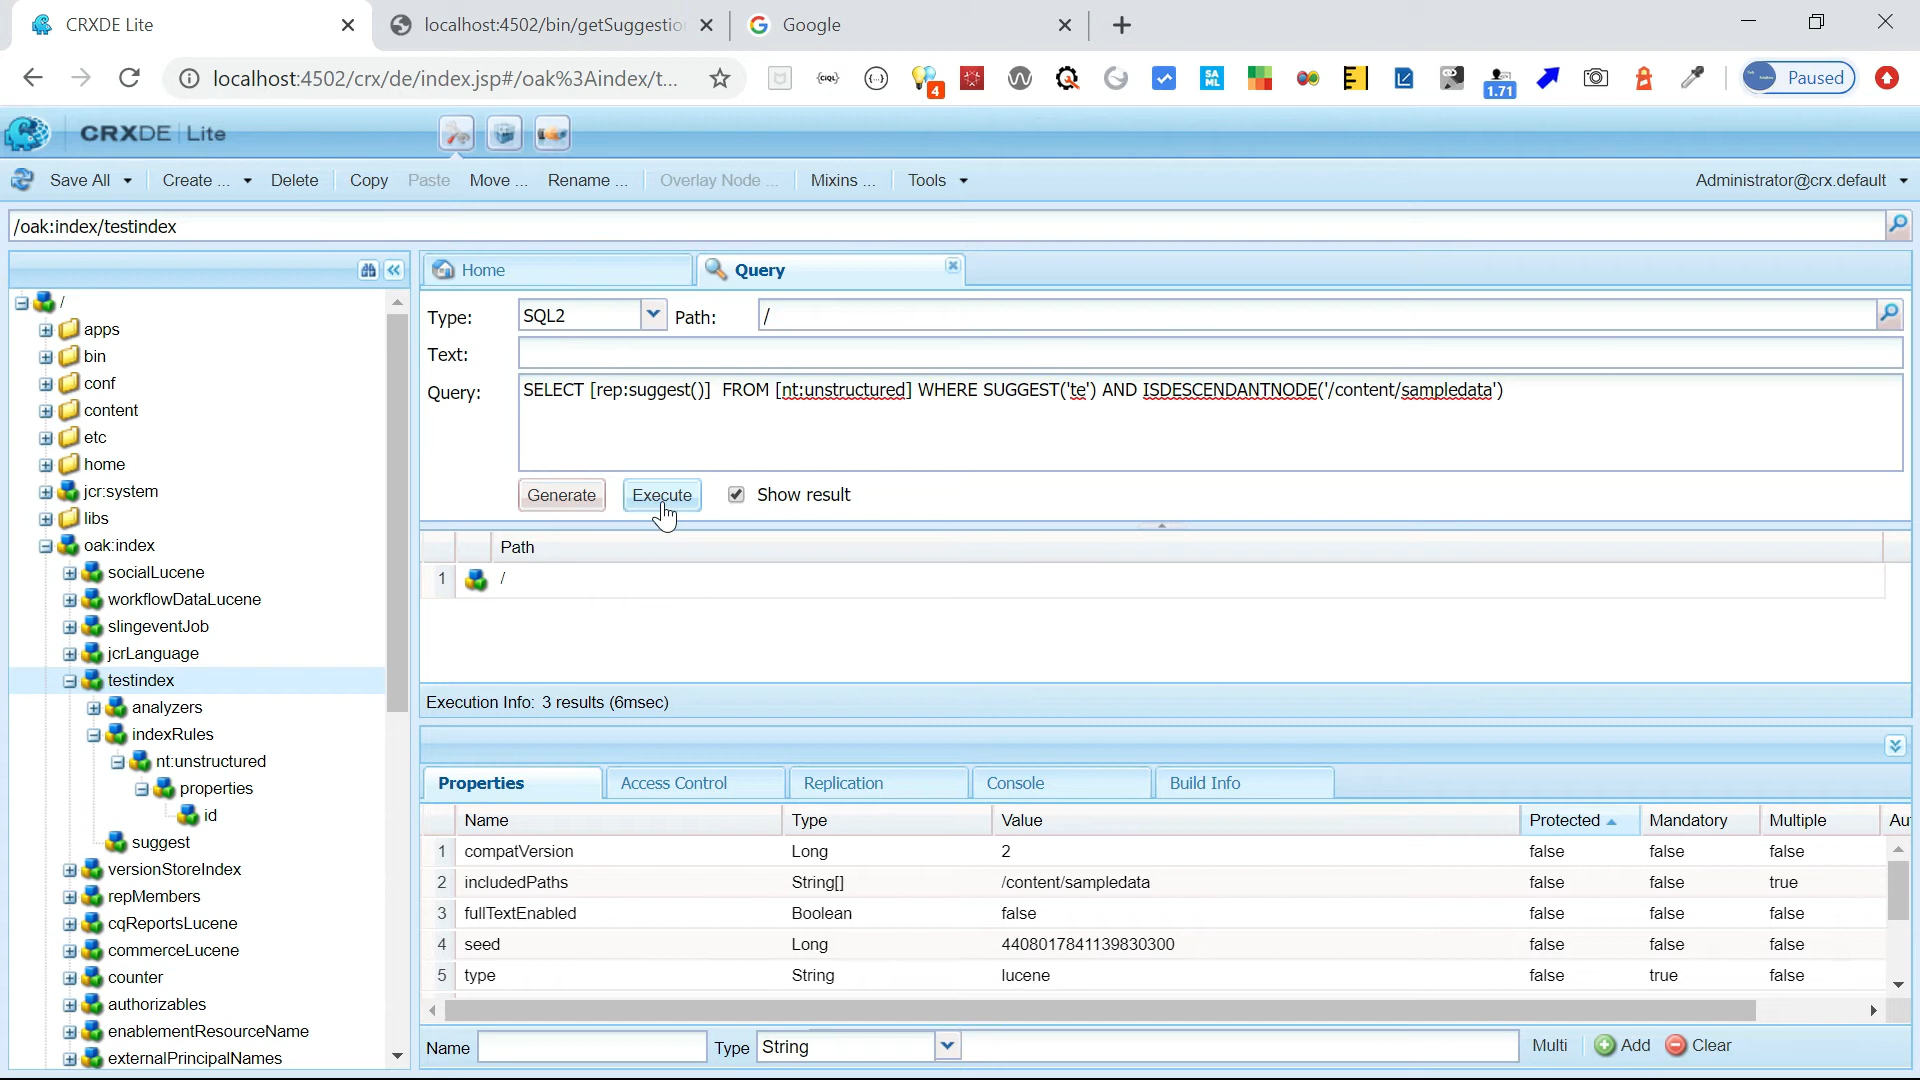 CRXDE Lite
localhost:4502/bin/getSuggestio
Google
localhost:4502/crx/de/index.jsp#/oak%3Aindex/t...
4
SA
ML
1.71
Paused
CRXDE Lite
Save All
Create ...
Delete
Copy
Paste
Move ...
Rename ...
Overlay Node ...
Mixins ...
Tools
Administrator@crx.default
/oak:index/testindex
/
apps
bin
conf
content
etc
home
jcr:system
libs
oak:index
socialLucene
workflowDataLucene
slingeventJob
jcrLanguage
testindex
analyzers
indexRules
nt:unstructured
properties
id
suggest
versionStoreIndex
repMembers
cqReportsLucene
commerceLucene
counter
authorizables
enablementResourceName
externalPrincipalNames
Home
Query
Type: SQL2 Path: /
Text:
Query: SELECT [rep:suggest()]  FROM [nt:unstructured] WHERE SUGGEST('te') AND ISDESCENDANTNODE('/content/sampledata')
Generate Execute Show result
Path
1 /
Execution Info: 3 results (6msec)
Properties Access Control Replication Console Build Info
Name Type Value Protected Mandatory Multiple Au
1 compatVersion Long 2 false false false
2 includedPaths String[] /content/sampledata false false true
3 fullTextEnabled Boolean false false false false
4 seed Long 4408017841139830300 false false false
5 type String lucene false true false
Name Type String Multi Add Clear